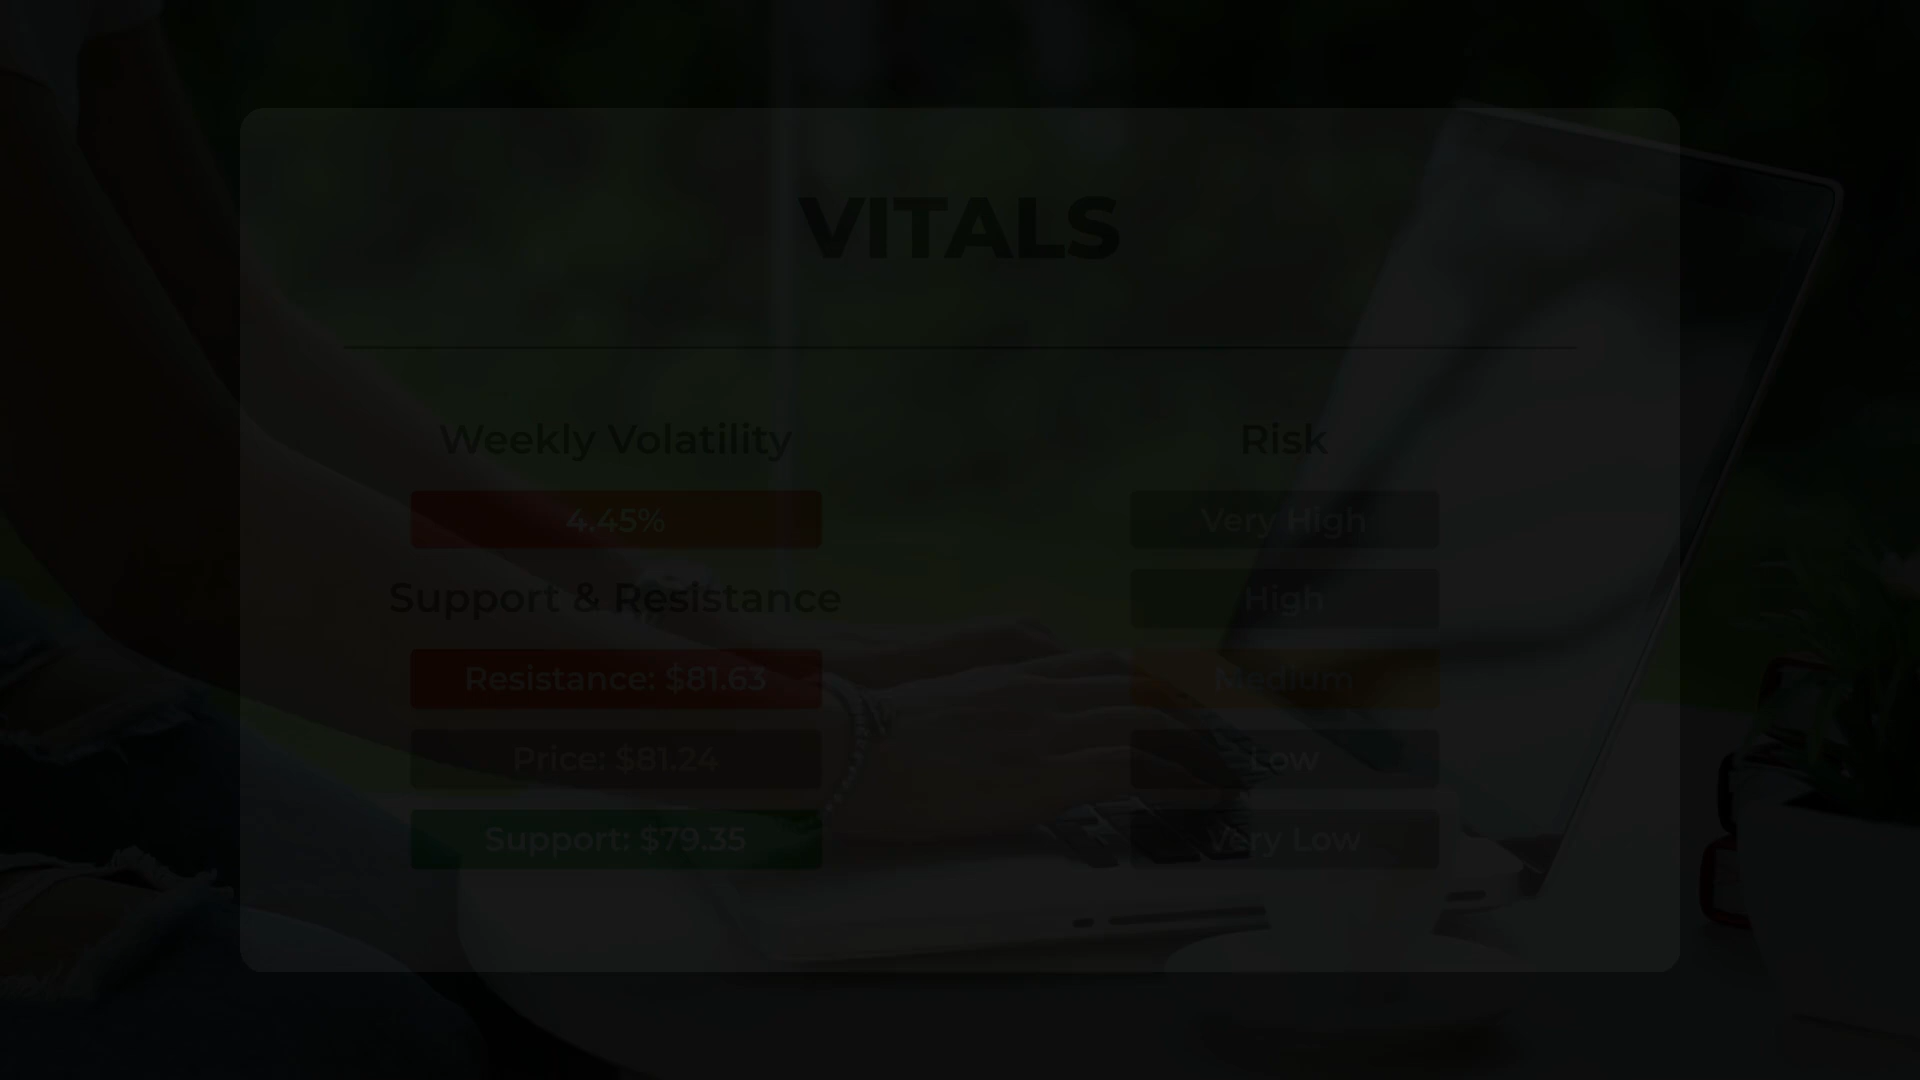 VITALS
Weekly Volatility
4.45%
Support & Resistance
Resistance: $81.63
Price: $81.24
Support: $79.35
Risk
Very High
High
Medium
Low
Very Low